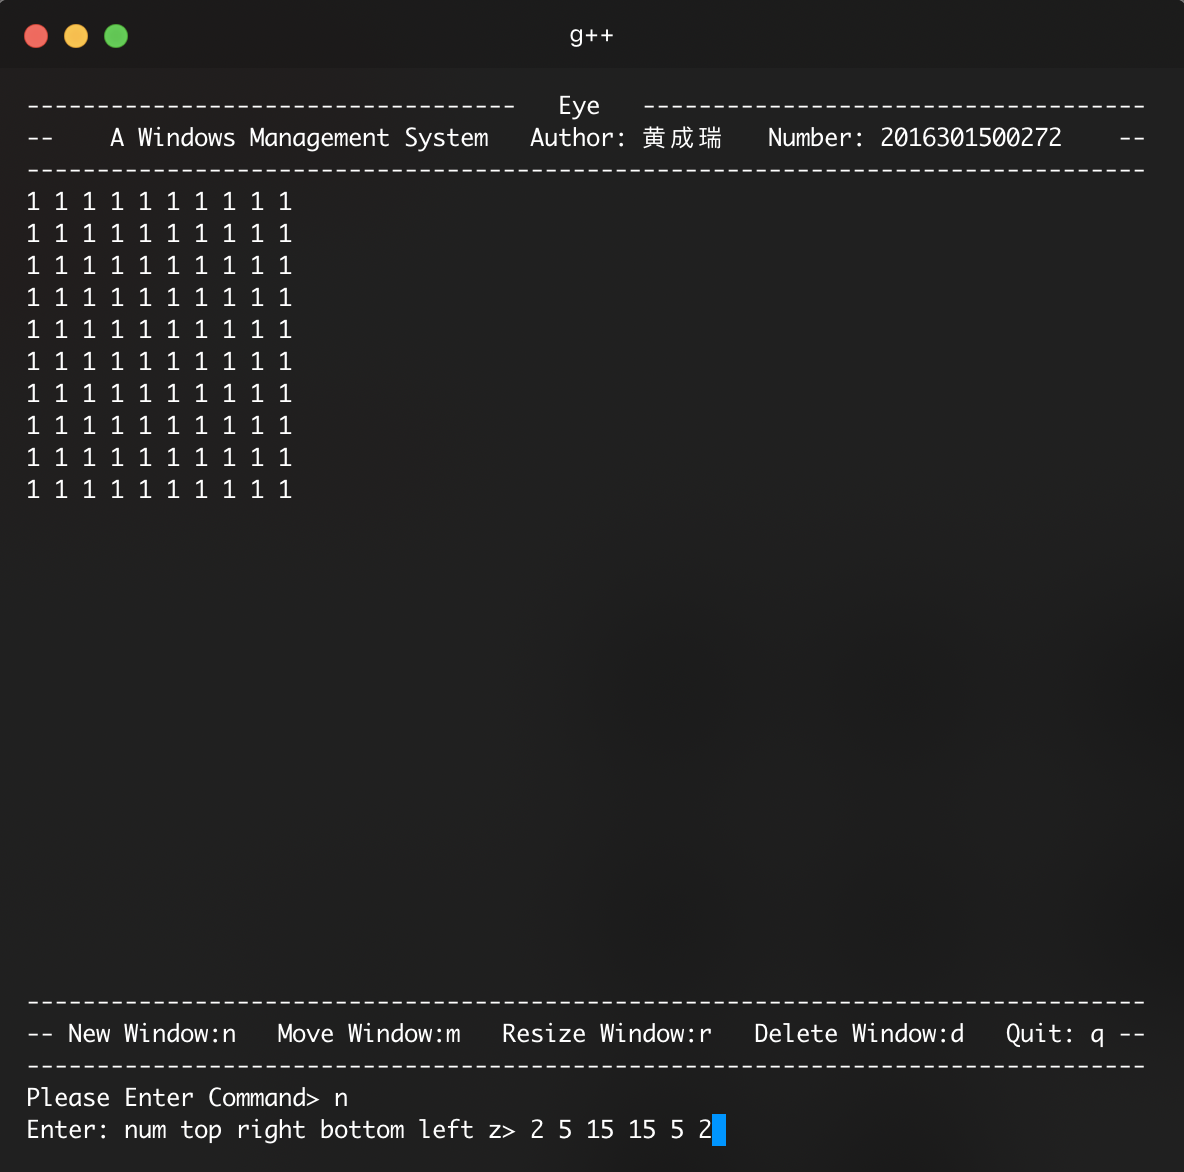 g++
-----------------------------------   Eye   ------------------------------------
--    A Windows Management System   Author: 黄成瑞   Number: 2016301500272    --
--------------------------------------------------------------------------------
1 1 1 1 1 1 1 1 1 1
1 1 1 1 1 1 1 1 1 1
1 1 1 1 1 1 1 1 1 1
1 1 1 1 1 1 1 1 1 1
1 1 1 1 1 1 1 1 1 1
1 1 1 1 1 1 1 1 1 1
1 1 1 1 1 1 1 1 1 1
1 1 1 1 1 1 1 1 1 1
1 1 1 1 1 1 1 1 1 1
1 1 1 1 1 1 1 1 1 1
--------------------------------------------------------------------------------
-- New Window:n   Move Window:m   Resize Window:r   Delete Window:d   Quit: q --
--------------------------------------------------------------------------------
Please Enter Command> n
Enter: num top right bottom left z> 2 5 15 15 5 2